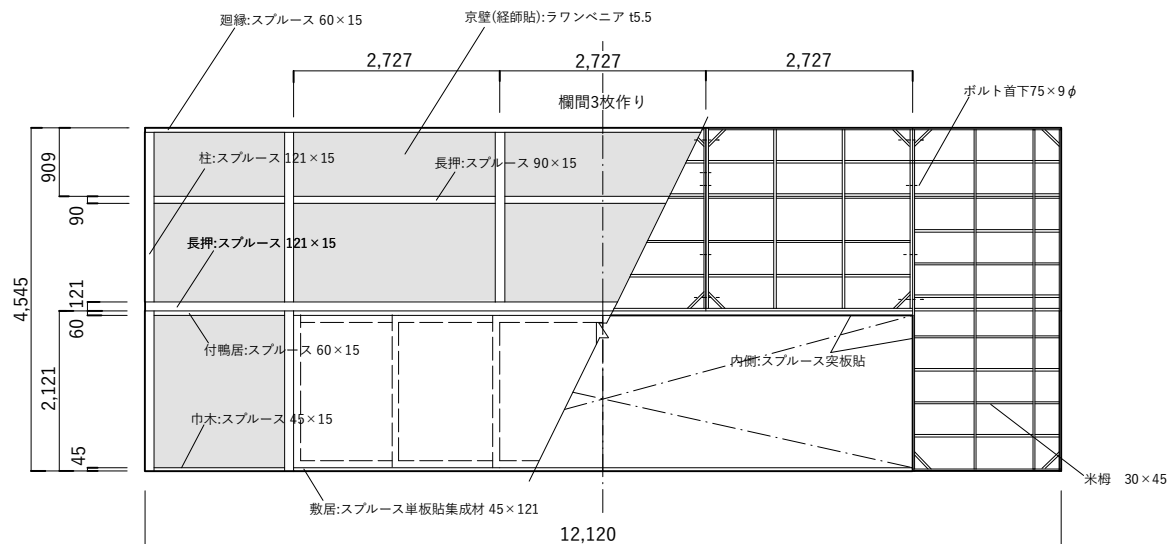 廻縁:スプルース 60×15
京壁(経師貼):ラワンベニア t5.5
2,727
2,727
2,727
欄間3枚作り
ボルト首下75×9φ
909
柱:スプルース 121×15
長押:スプルース 90×15
90
長押:スプルース 121×15
4,545
121
60
付鴨居:スプルース 60×15
内側:スプルース突板貼
2,121
巾木:スプルース 45×15
45
米栂 30×45
敷居:スプルース単板貼集成材 45×121
12,120